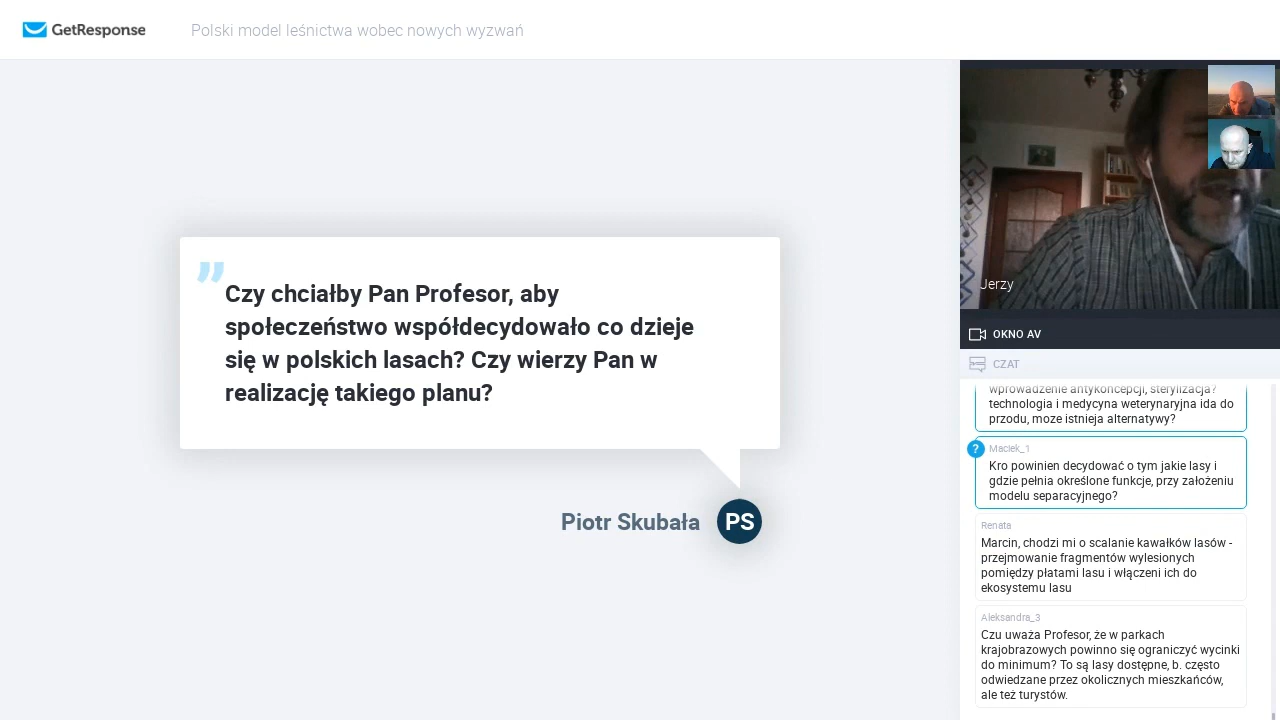 GetResponse
Polski model leśnictwa wobec nowych wyzwań
”
Czy chciałby Pan Profesor, aby
społeczeństwo współdecydowało co dzieje
się w polskich lasach? Czy wierzy Pan w
realizację takiego planu?
Piotr Skubała
PS
Jerzy
OKNO AV
CZAT
wprowadzenie antykoncepcji, sterylizacja?
technologia i medycyna weterynaryjna ida do
przodu, moze istnieja alternatywy?
?
Maciek_1
Kro powinien decydować o tym jakie lasy i
gdzie pełnia określone funkcje, przy założeniu
modelu separacyjnego?
Renata
Marcin, chodzi mi o scalanie kawałków lasów -
przejmowanie fragmentów wylesionych
pomiędzy płatami lasu i włączeni ich do
ekosystemu lasu
Aleksandra_3
Czu uważa Profesor, że w parkach
krajobrazowych powinno się ograniczyć wycinki
do minimum? To są lasy dostępne, b. często
odwiedzane przez okolicznych mieszkańców,
ale też turystów.